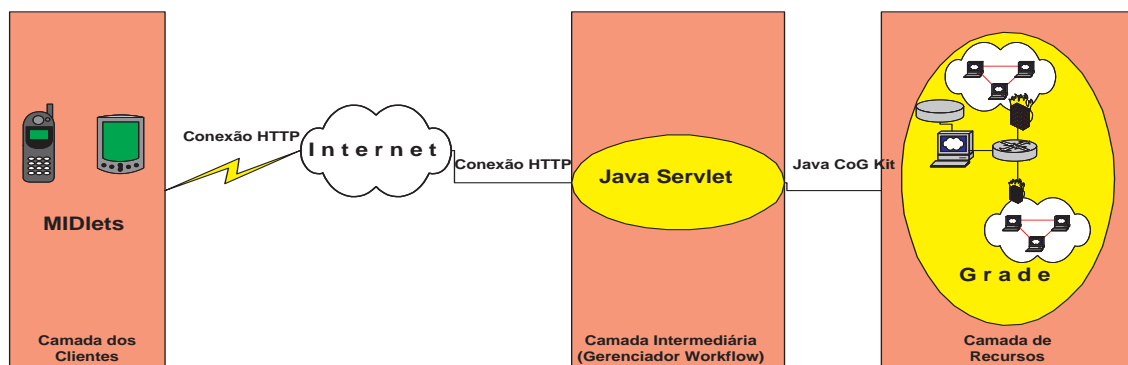 MIDlets
Camada dos
Clientes
Conexão HTTP
Internet
Conexão HTTP
Java Servlet
Camada Intermediária
(Gerenciador Workflow)
Java CoG Kit
Grade
Camada de
Recursos